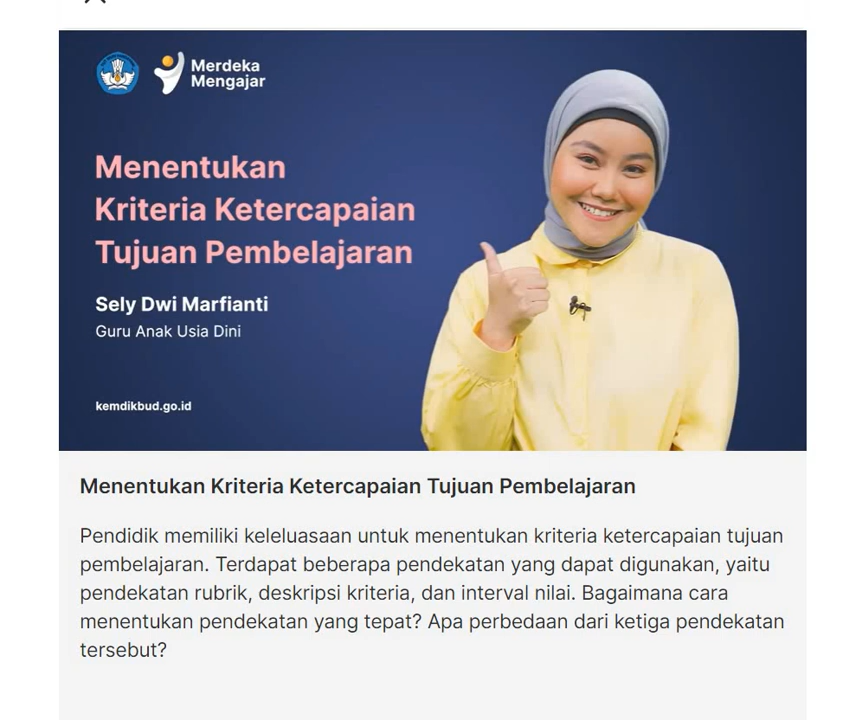 Merdeka
Mengajar
Menentukan
Kriteria Ketercapaian
Tujuan Pembelajaran
Sely Dwi Marfianti
Guru Anak Usia Dini
kemdikbud.go.id
Menentukan Kriteria Ketercapaian Tujuan Pembelajaran
Pendidik memiliki keleluasaan untuk menentukan kriteria ketercapaian tujuan
pembelajaran. Terdapat beberapa pendekatan yang dapat digunakan, yaitu
pendekatan rubrik, deskripsi kriteria, dan interval nilai. Bagaimana cara
menentukan pendekatan yang tepat? Apa perbedaan dari ketiga pendekatan
tersebut?